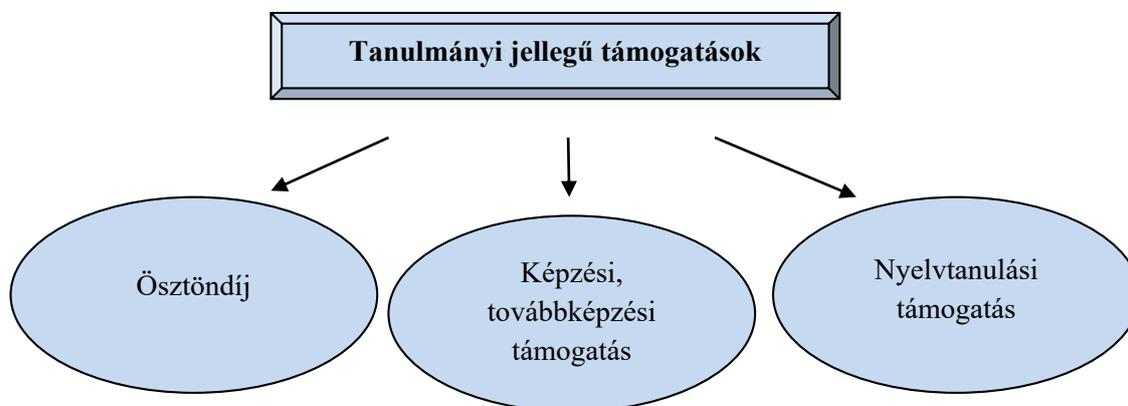 Tanulmányi jellegű támogatások
Ösztöndíj
Képzési,
továbbképzési
támogatás
Nyelvtanulási
támogatás